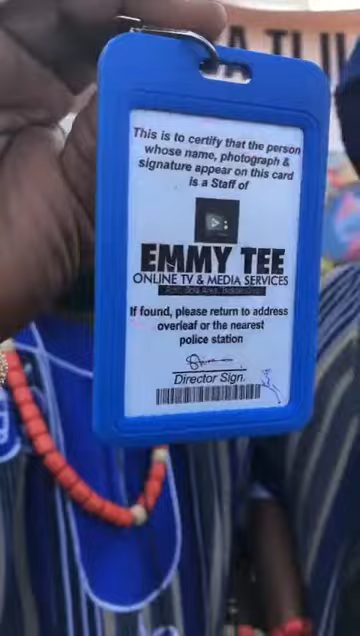 This is to certify that the person
whose name, photograph &
signature appear on this card
is a Staff of
EMMY TEE
ONLINE TV & MEDIA SERVICES
If found, please return to address
overleaf or the nearest
police station
Director Sign.